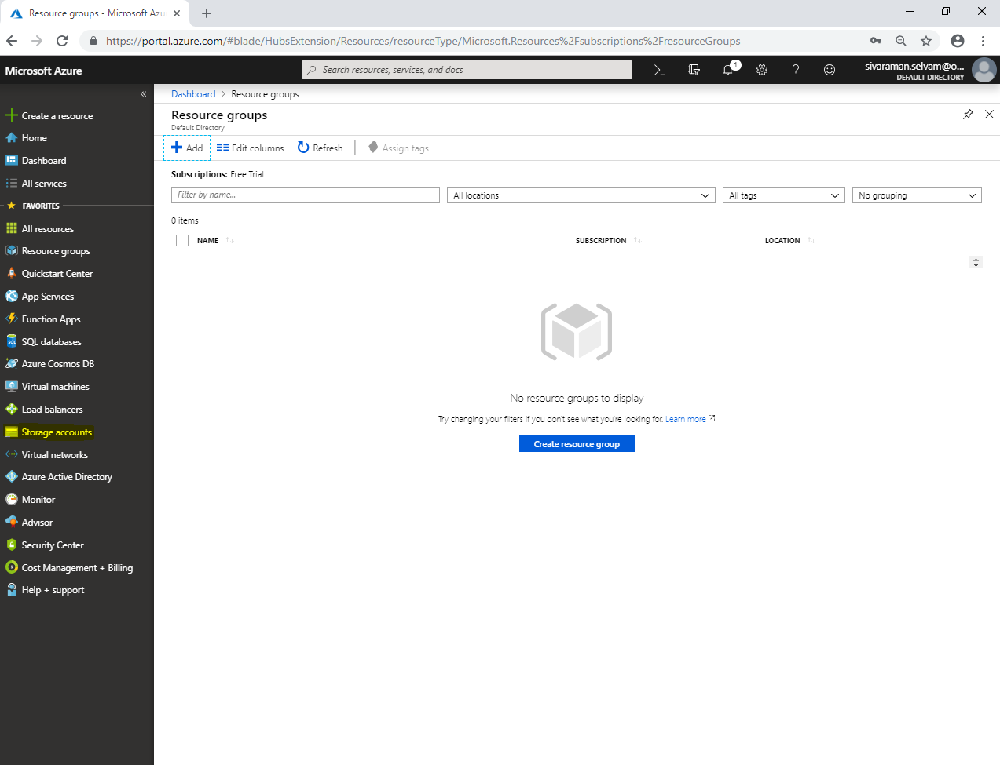 Resource groups - Microsoft Azu
https://portal.azure.com/#blade/HubsExtension/Resources/resourceType/Microsoft.Resources%2Fsubscriptions%2FresourceGroups
Microsoft Azure
Search resources, services, and docs
1
sivaraman.selvam@o...
DEFAULT DIRECTORY
Create a resource
Home
Dashboard
All services
FAVORITES
All resources
Resource groups
Quickstart Center
App Services
Function Apps
SQL
SQL databases
Azure Cosmos DB
Virtual machines
Load balancers
Storage accounts
Virtual networks
Azure Active Directory
Monitor
Advisor
Security Center
Cost Management + Billing
Help + support
Dashboard > Resource groups
Resource groups
Default Directory
Add Edit columns Refresh Assign tags
Subscriptions: Free Trial
Filter by name... All locations All tags No grouping
0 items
NAME SUBSCRIPTION LOCATION
No resource groups to display
Try changing your filters if you don't see what you're looking for. Learn more
Create resource group